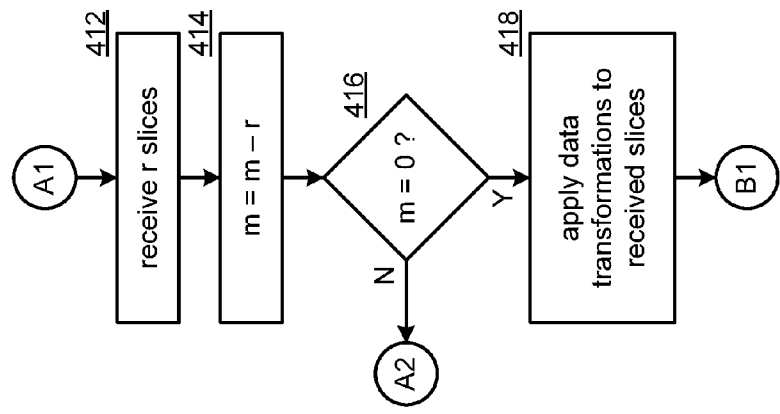 A1
412
receive r slices
414
m = m – r
416
m = 0 ?
N
A2
Y
418
apply data
transformations to
received slices
B1